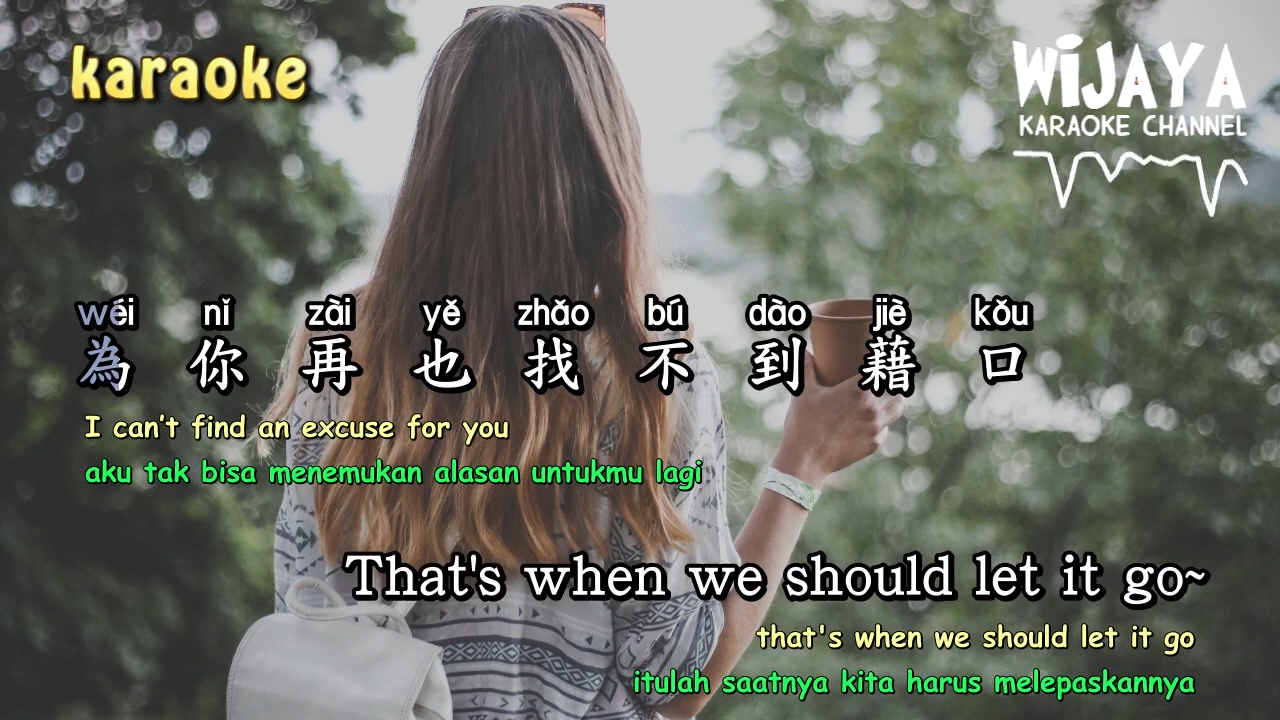 karaoke
WiJAYA
KARAOKE CHANNEL
wéi nǐ zài yě zhǎo bú dào jiè kǒu
為 你 再 也 找 不 到 藉 口
I can't find an excuse for you
aku tak bisa menemukan alasan untukmu lagi
That's when we should let it go~
that's when we should let it go
itulah saatnya kita harus melepaskannya